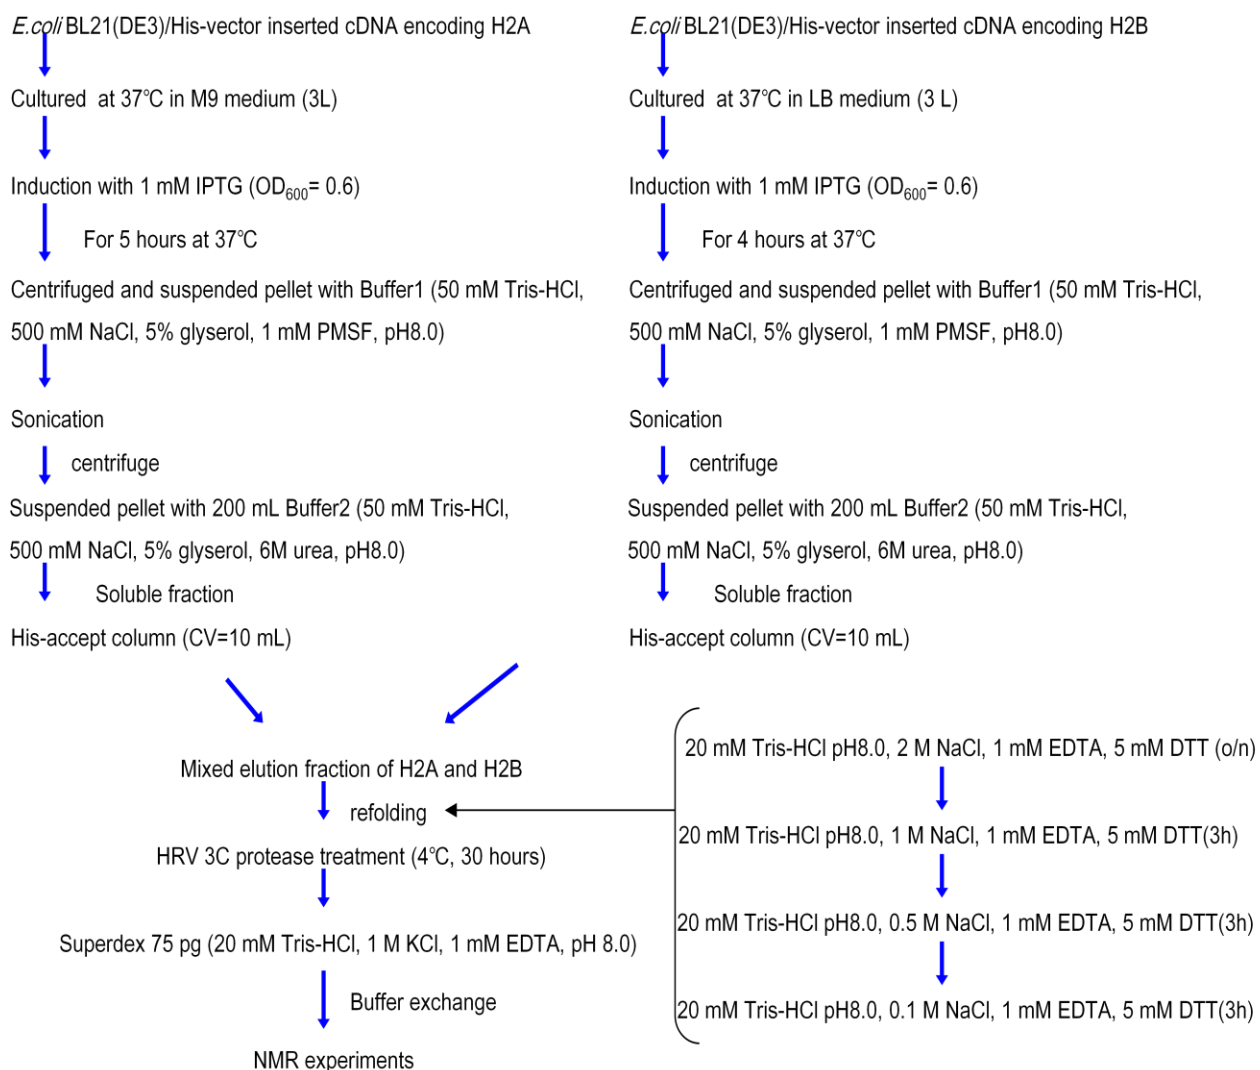 E.coli BL21(DE3)/His-vector inserted cDNA encoding H2A
Cultured at 37℃ in M9 medium (3L)
Induction with 1 mM IPTG (OD600= 0.6)
For 5 hours at 37℃
Centrifuged and suspended pellet with Buffer1 (50 mM Tris-HCl,
500 mM NaCl, 5% glyserol, 1 mM PMSF, pH8.0)
Sonication
centrifuge
Suspended pellet with 200 mL Buffer2 (50 mM Tris-HCl,
500 mM NaCl, 5% glyserol, 6M urea, pH8.0)
Soluble fraction
His-accept column (CV=10 mL)
E.coli BL21(DE3)/His-vector inserted cDNA encoding H2B
Cultured at 37℃ in LB medium (3 L)
Induction with 1 mM IPTG (OD600= 0.6)
For 4 hours at 37℃
Centrifuged and suspended pellet with Buffer1 (50 mM Tris-HCl,
500 mM NaCl, 5% glyserol, 1 mM PMSF, pH8.0)
Sonication
centrifuge
Suspended pellet with 200 mL Buffer2 (50 mM Tris-HCl,
500 mM NaCl, 5% glyserol, 6M urea, pH8.0)
Soluble fraction
His-accept column (CV=10 mL)
Mixed elution fraction of H2A and H2B
refolding
HRV 3C protease treatment (4℃, 30 hours)
Superdex 75 pg (20 mM Tris-HCl, 1 M KCl, 1 mM EDTA, pH 8.0)
Buffer exchange
NMR experiments
20 mM Tris-HCl pH8.0, 2 M NaCl, 1 mM EDTA, 5 mM DTT (o/n)
20 mM Tris-HCl pH8.0, 1 M NaCl, 1 mM EDTA, 5 mM DTT(3h)
20 mM Tris-HCl pH8.0, 0.5 M NaCl, 1 mM EDTA, 5 mM DTT(3h)
20 mM Tris-HCl pH8.0, 0.1 M NaCl, 1 mM EDTA, 5 mM DTT(3h)